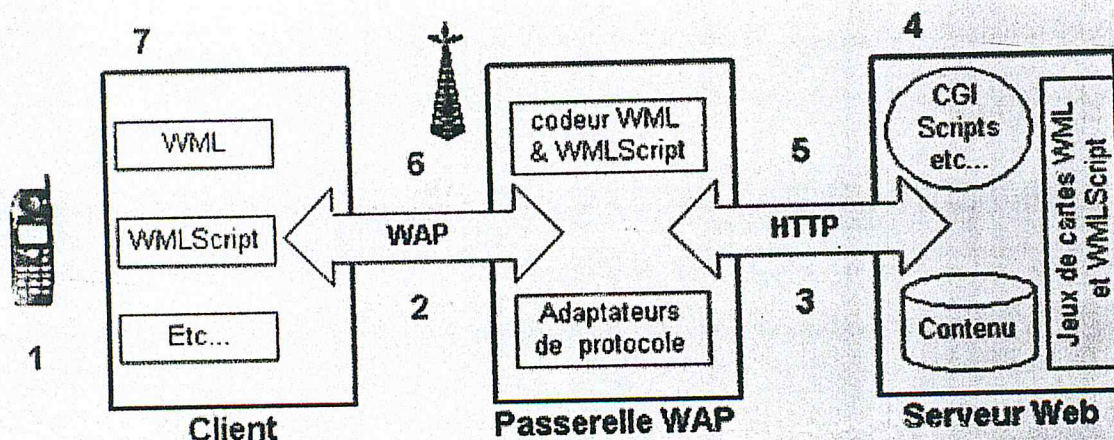 7
4
6
5
1
2
3
WML
WMLScript
Etc...
Client
WAP
codeur WML
& WMLScript
Adaptateurs
de protocole
Passerelle WAP
HTTP
CGI
Scripts
etc...
Contenu
Jeux de cartes WML
et WMLScript
Serveur Web